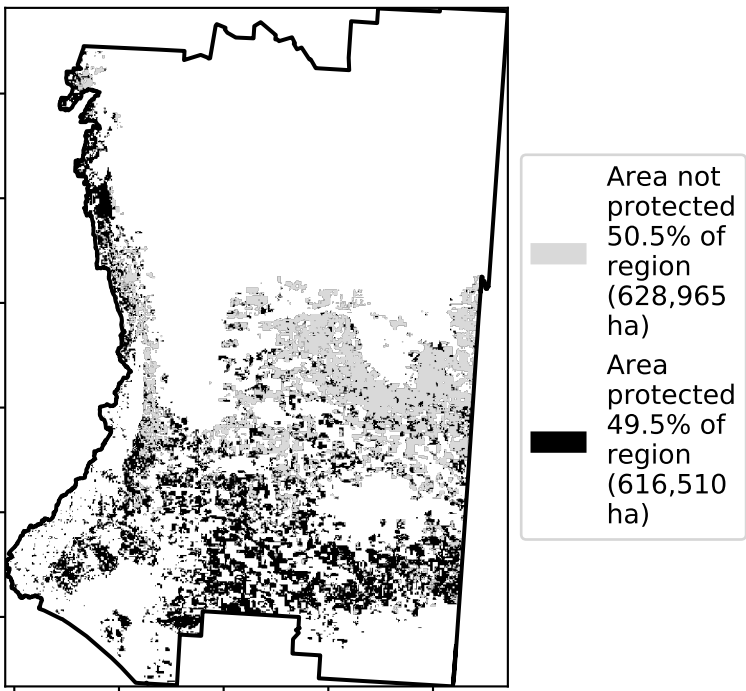 Area not
protected
50.5% of
region
(628,965
ha)
Area
protected
49.5% of
region
(616,510
ha)